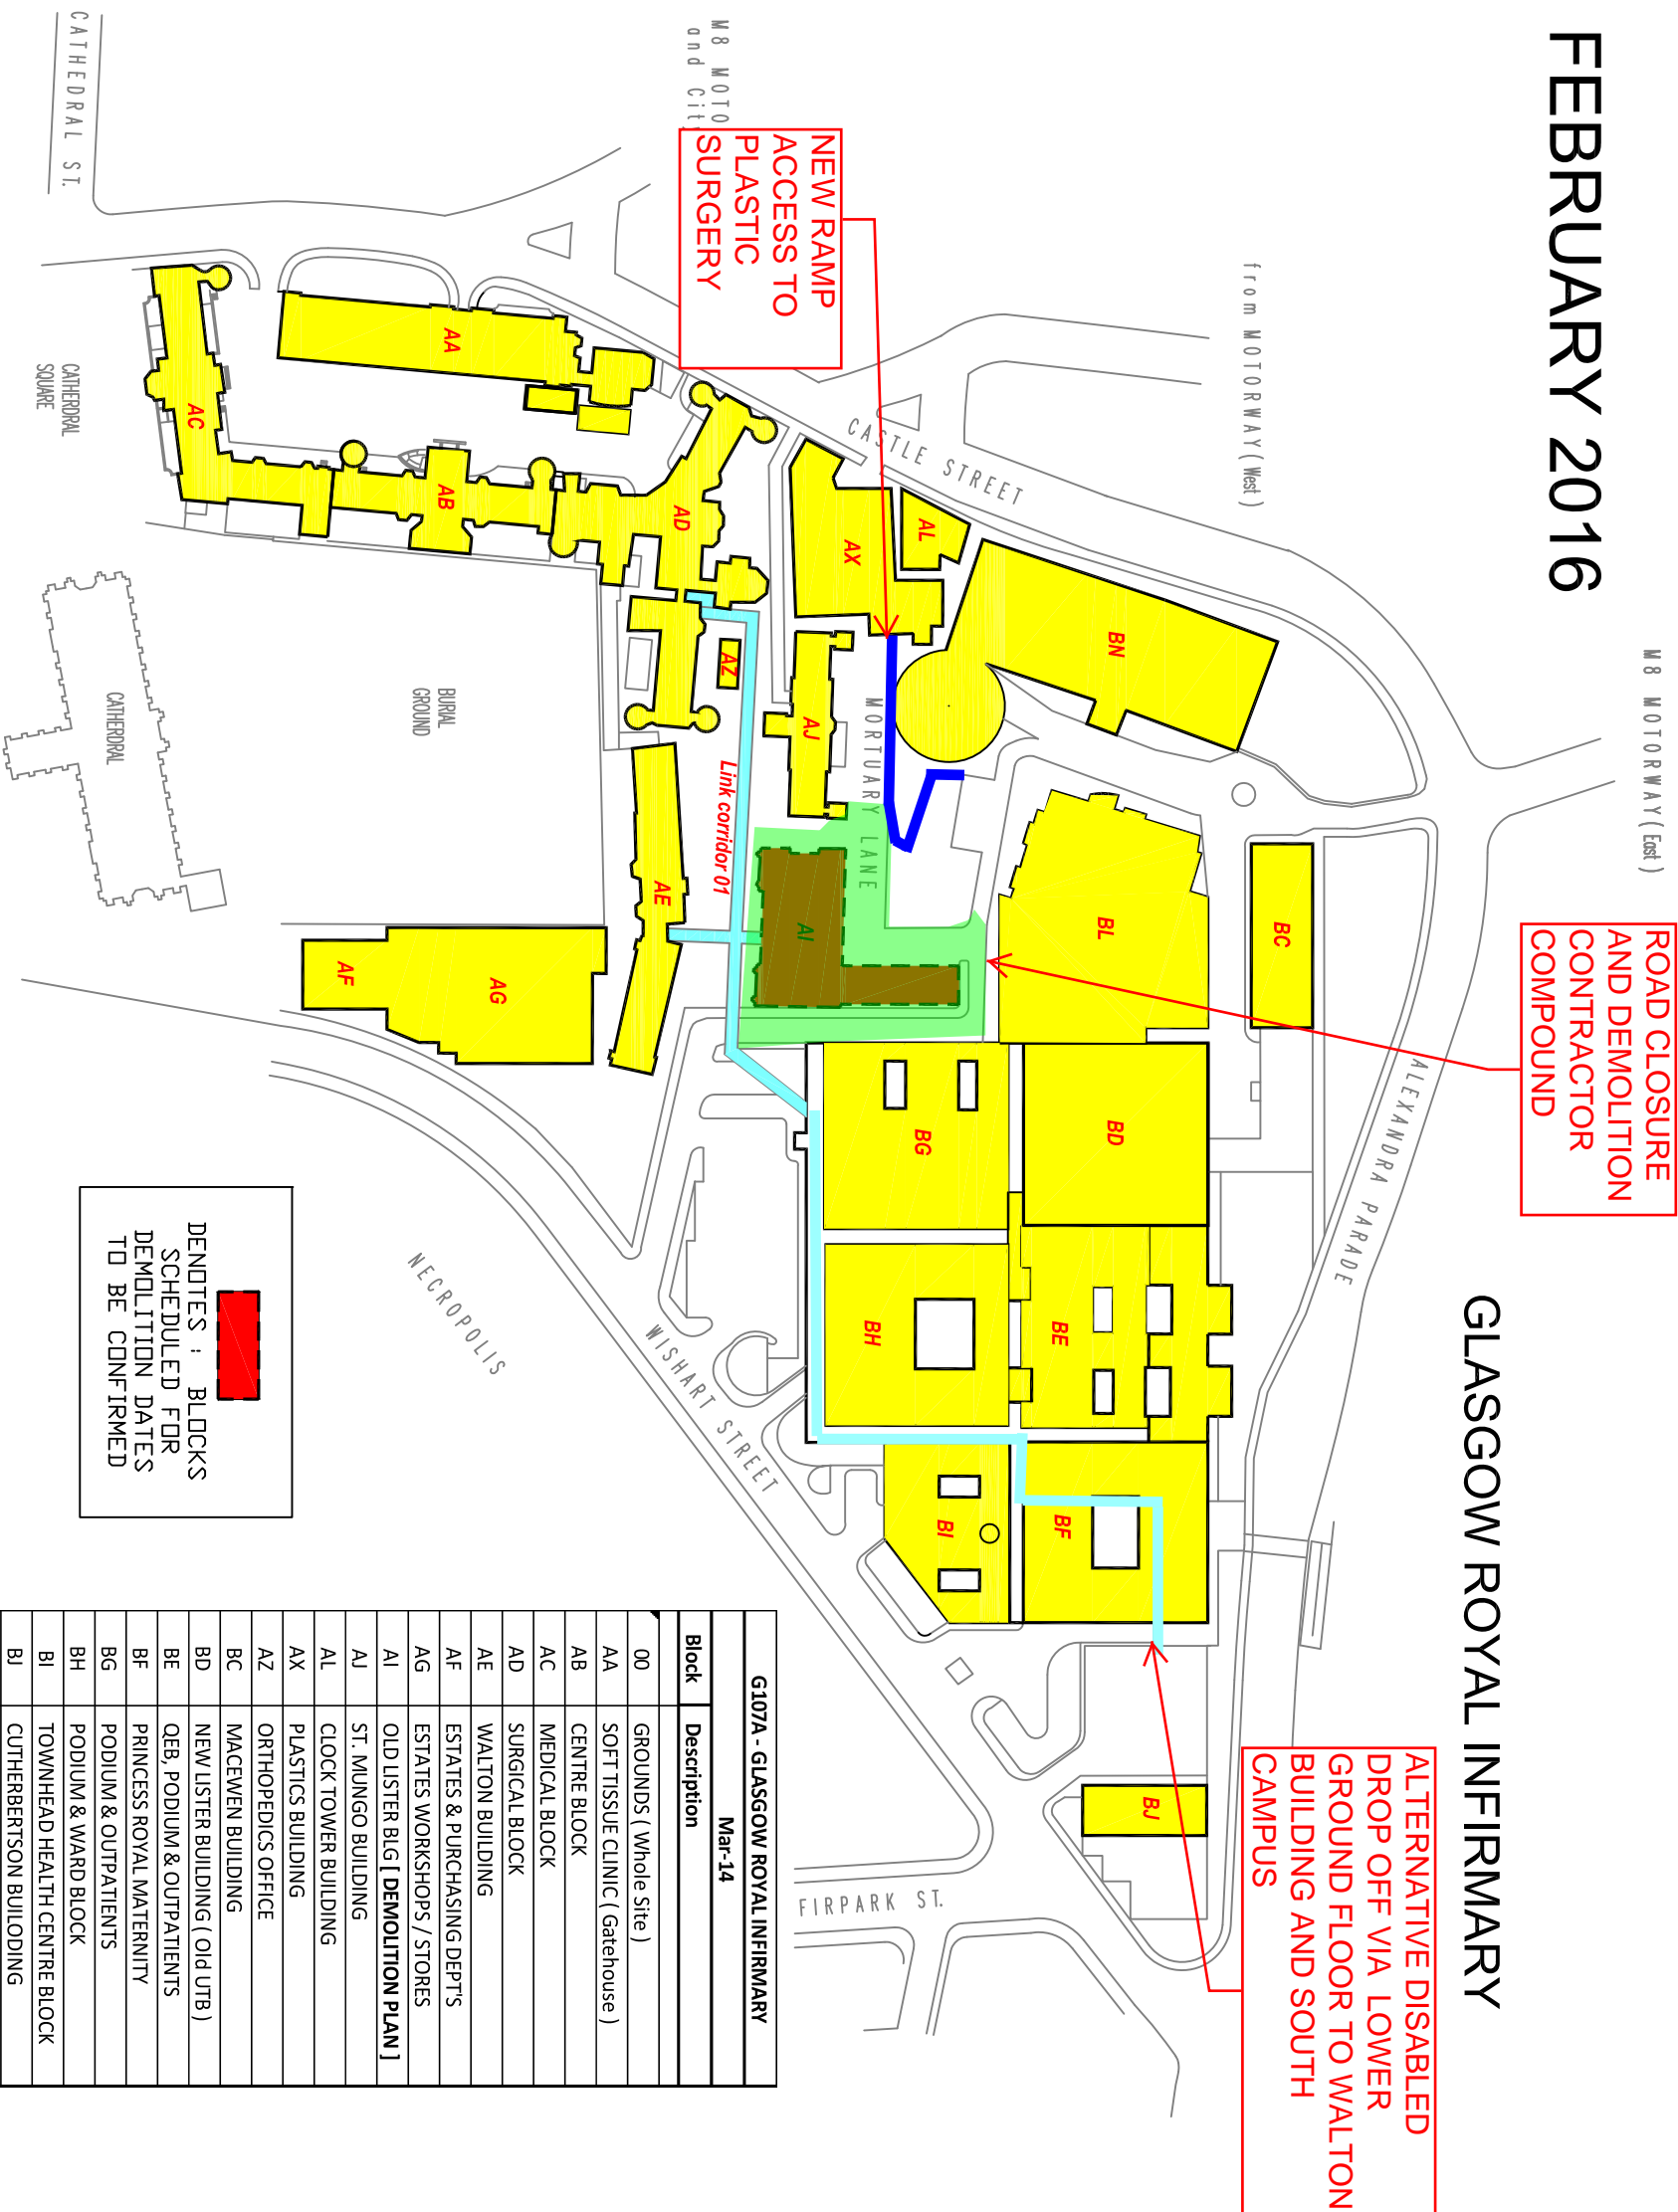 FEBRUARY 2016
GLASGOW ROYAL INFIRMARY
M8 MOTORWAY ( East )
from MOTORWAY ( West )
M8 MOTO
and Cit
CATHEDRAL ST.
NEW RAMP
ACCESS TO
PLASTIC
SURGERY
ROAD CLOSURE
AND DEMOLITION
CONTRACTOR
COMPOUND
ALTERNATIVE DISABLED
DROP OFF VIA LOWER
GROUND FLOOR TO WALTON
BUILDING AND SOUTH
CAMPUS
CASTLE STREET
ALEXANDRA PARADE
MORTUARY LANE
WISHART STREET
FIRPARK ST.
NECROPOLIS
BURIAL
GROUND
CATHERDRAL
CATHERDRAL
SQUARE
Link corridor 01
BN
BC
BL
BD
BE
BF
BJ
AL
AX
AJ
AI
BG
BH
BI
AA
AD
AZ
AE
AB
AC
AG
AF
DENOTES : BLOCKS
SCHEDULED FOR
DEMOLITION DATES
TO BE CONFIRMED
G107A - GLASGOW ROYAL INFIRMARY
Mar-14
Block Description
00 GROUNDS ( Whole Site )
AA SOFT TISSUE CLINIC ( Gatehouse )
AB CENTRE BLOCK
AC MEDICAL BLOCK
AD SURGICAL BLOCK
AE WALTON BUILDING
AF ESTATES & PURCHASING DEPT'S
AG ESTATES WORKSHOPS / STORES
AI OLD LISTER BLG [ DEMOLITION PLAN ]
AJ ST. MUNGO BUILDING
AL CLOCK TOWER BUILDING
AX PLASTICS BUILDING
AZ ORTHOPEDICS OFFICE
BC MACEWEN BUILDING
BD NEW LISTER BUILDING ( Old UTB )
BE QEB, PODIUM & OUTPATIENTS
BF PRINCESS ROYAL MATERNITY
BG PODIUM & OUTPATIENTS
BH PODIUM & WARD BLOCK
BI TOWNHEAD HEALTH CENTRE BLOCK
BJ CUTHERBERTSON BUILODING